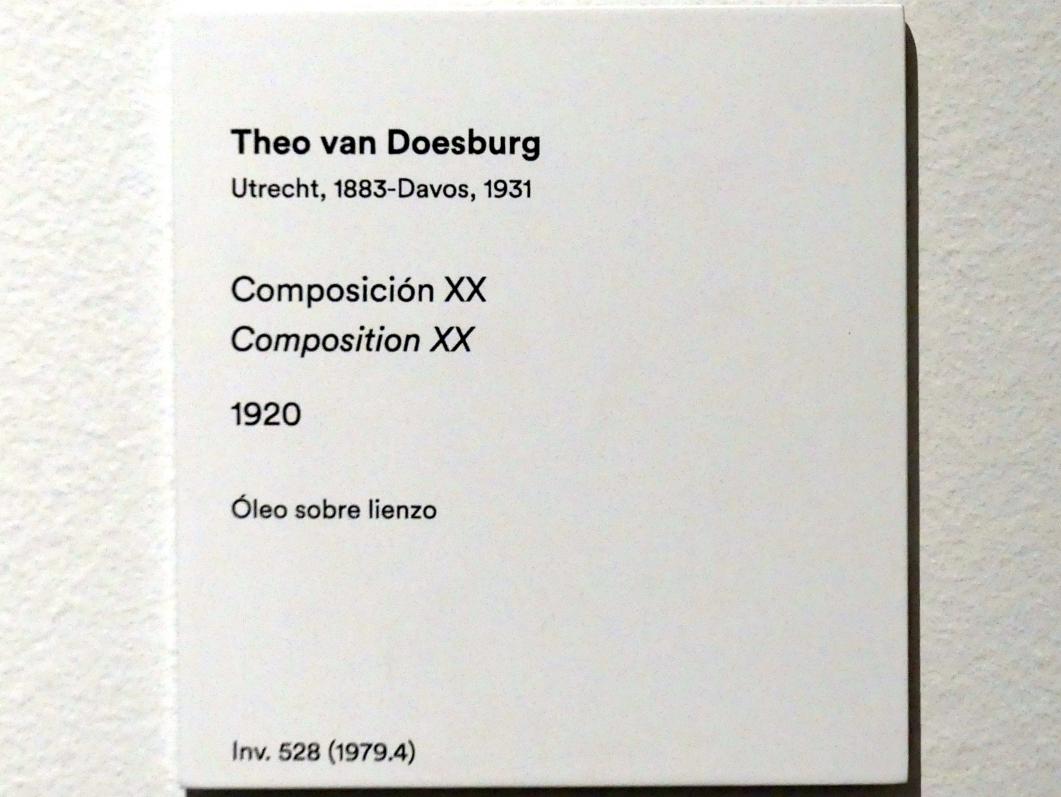 Theo van Doesburg
Utrecht, 1883-Davos, 1931
Composición XX
Composition XX
1920
Óleo sobre lienzo
Inv. 528 (1979.4)